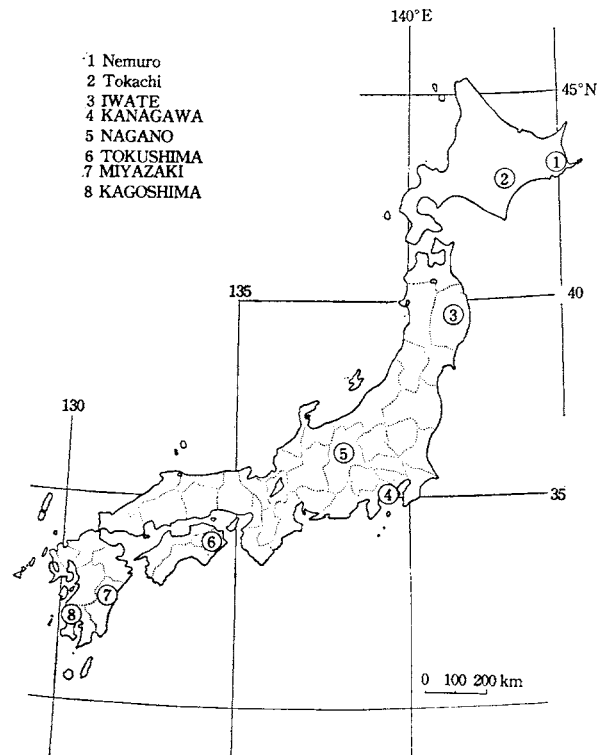 140°E
1 Nemuro
2 Tokachi
3 IWATE
4 KANAGAWA
5 NAGANO
6 TOKUSHIMA
7 MIYAZAKI
8 KAGOSHIMA
45°N
1
2
135
40
3
130
5
4
35
6
7
8
0 100 200 km